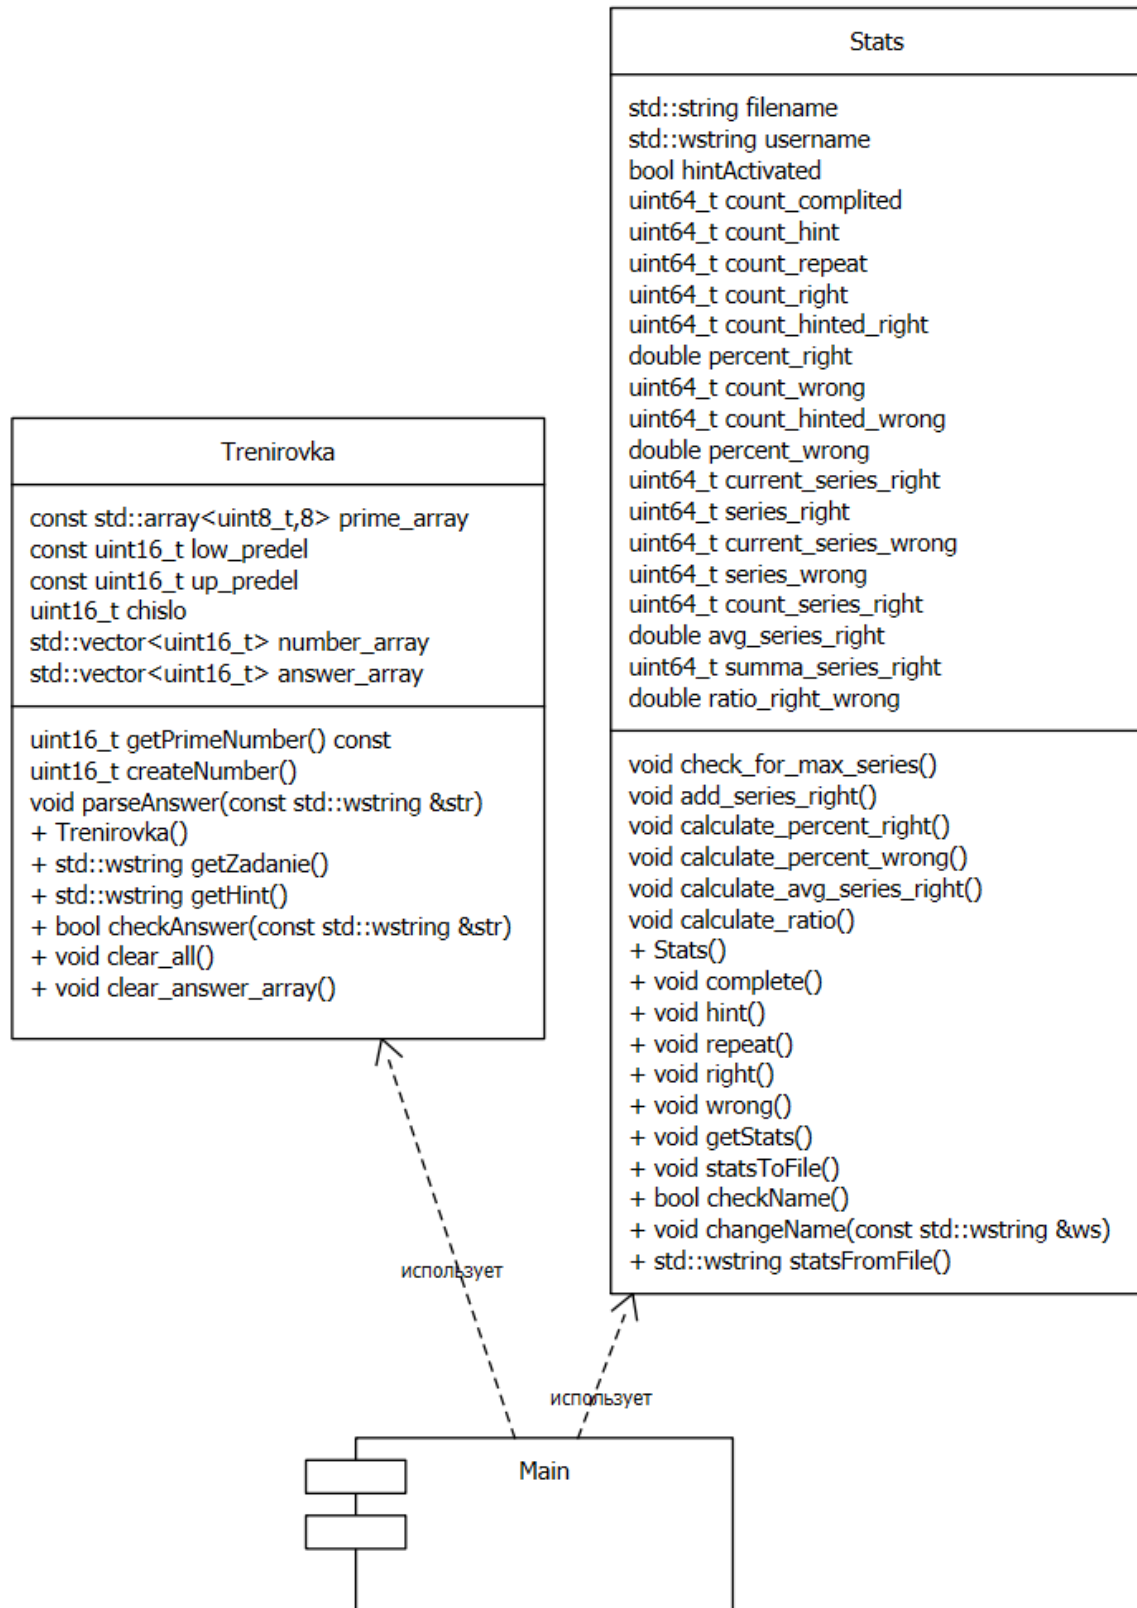 Stats
std::string filename
std::wstring username
bool hintActivated
uint64_t count_complited
uint64_t count_hint
uint64_t count_repeat
uint64_t count_right
uint64_t count_hinted_right
double percent_right
uint64_t count_wrong
uint64_t count_hinted_wrong
double percent_wrong
uint64_t current_series_right
uint64_t series_right
uint64_t current_series_wrong
uint64_t series_wrong
uint64_t count_series_right
double avg_series_right
uint64_t summa_series_right
double ratio_right_wrong
void check_for_max_series()
void add_series_right()
void calculate_percent_right()
void calculate_percent_wrong()
void calculate_avg_series_right()
void calculate_ratio()
+ Stats()
+ void complete()
+ void hint()
+ void repeat()
+ void right()
+ void wrong()
+ void getStats()
+ void statsToFile()
+ bool checkName()
+ void changeName(const std::wstring &ws)
+ std::wstring statsFromFile()
Trenirovka
const std::array<uint8_t,8> prime_array
const uint16_t low_predel
const uint16_t up_predel
uint16_t chislo
std::vector<uint16_t> number_array
std::vector<uint16_t> answer_array
uint16_t getPrimeNumber() const
uint16_t createNumber()
void parseAnswer(const std::wstring &str)
+ Trenirovka()
+ std::wstring getZadanie()
+ std::wstring getHint()
+ bool checkAnswer(const std::wstring &str)
+ void clear_all()
+ void clear_answer_array()
использует
использует
Main